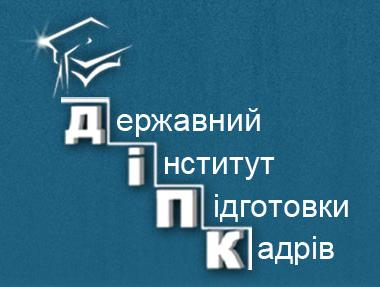 Державний
Інститут
Підготовки
Кадрів